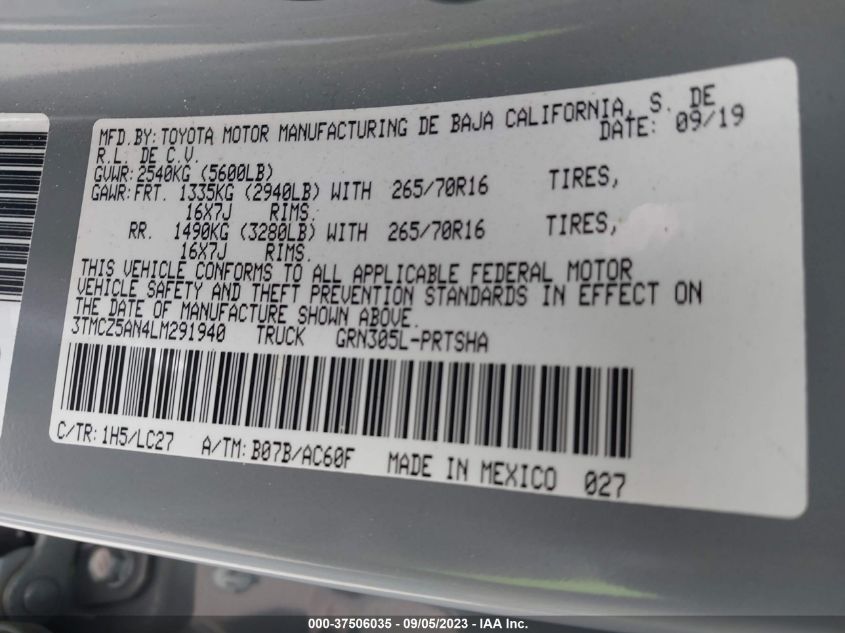 MFD.BY:TOYOTA MOTOR MANUFACTURING DE BAJA CALIFORNIA, S. DE
R.L. DE C.V. DATE: 09/19
GVWR:2540KG (5600LB)
GAWR:FRT. 1335KG (2940LB) WITH 265/70R16 TIRES,
16X7J RIMS.
RR. 1490KG (3280LB) WITH 265/70R16 TIRES,
16X7J RIMS.
THIS VEHICLE CONFORMS TO ALL APPLICABLE FEDERAL MOTOR
VEHICLE SAFETY AND THEFT PREVENTION STANDARDS IN EFFECT ON
THE DATE OF MANUFACTURE SHOWN ABOVE.
3TMCZ5AN4LM291940 TRUCK GRN305L-PRTSHA
C/TR:1H5/LC27 A/TM:B07B/AC60F MADE IN MEXICO 027
000-37506035 - 09/05/2023 - IAAI Inc.